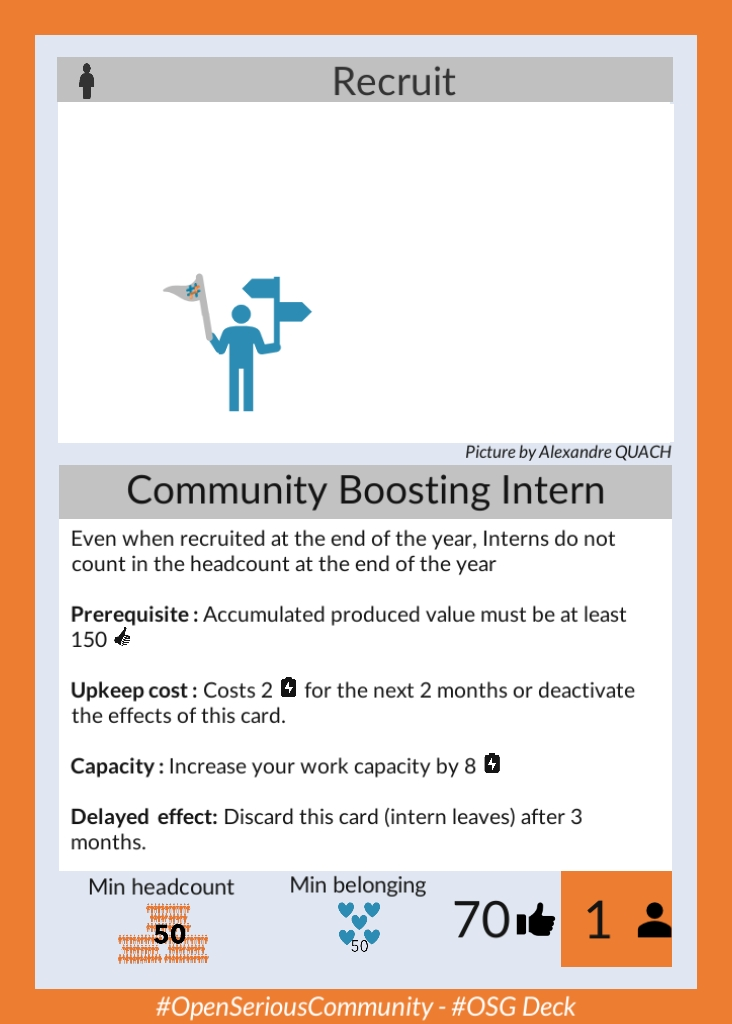 Recruit
Picture by Alexandre QUACH
Community Boosting Intern
Even when recruited at the end of the year, Interns do not
count in the headcount at the end of the year
Prerequisite : Accumulated produced value must be at least
150
Upkeep cost : Costs 2 for the next 2 months or deactivate
the effects of this card.
Capacity : Increase your work capacity by 8
Delayed effect: Discard this card (intern leaves) after 3
months.
Min headcount
50
Min belonging
50
70
1
#OpenSeriousCommunity - #OSG Deck